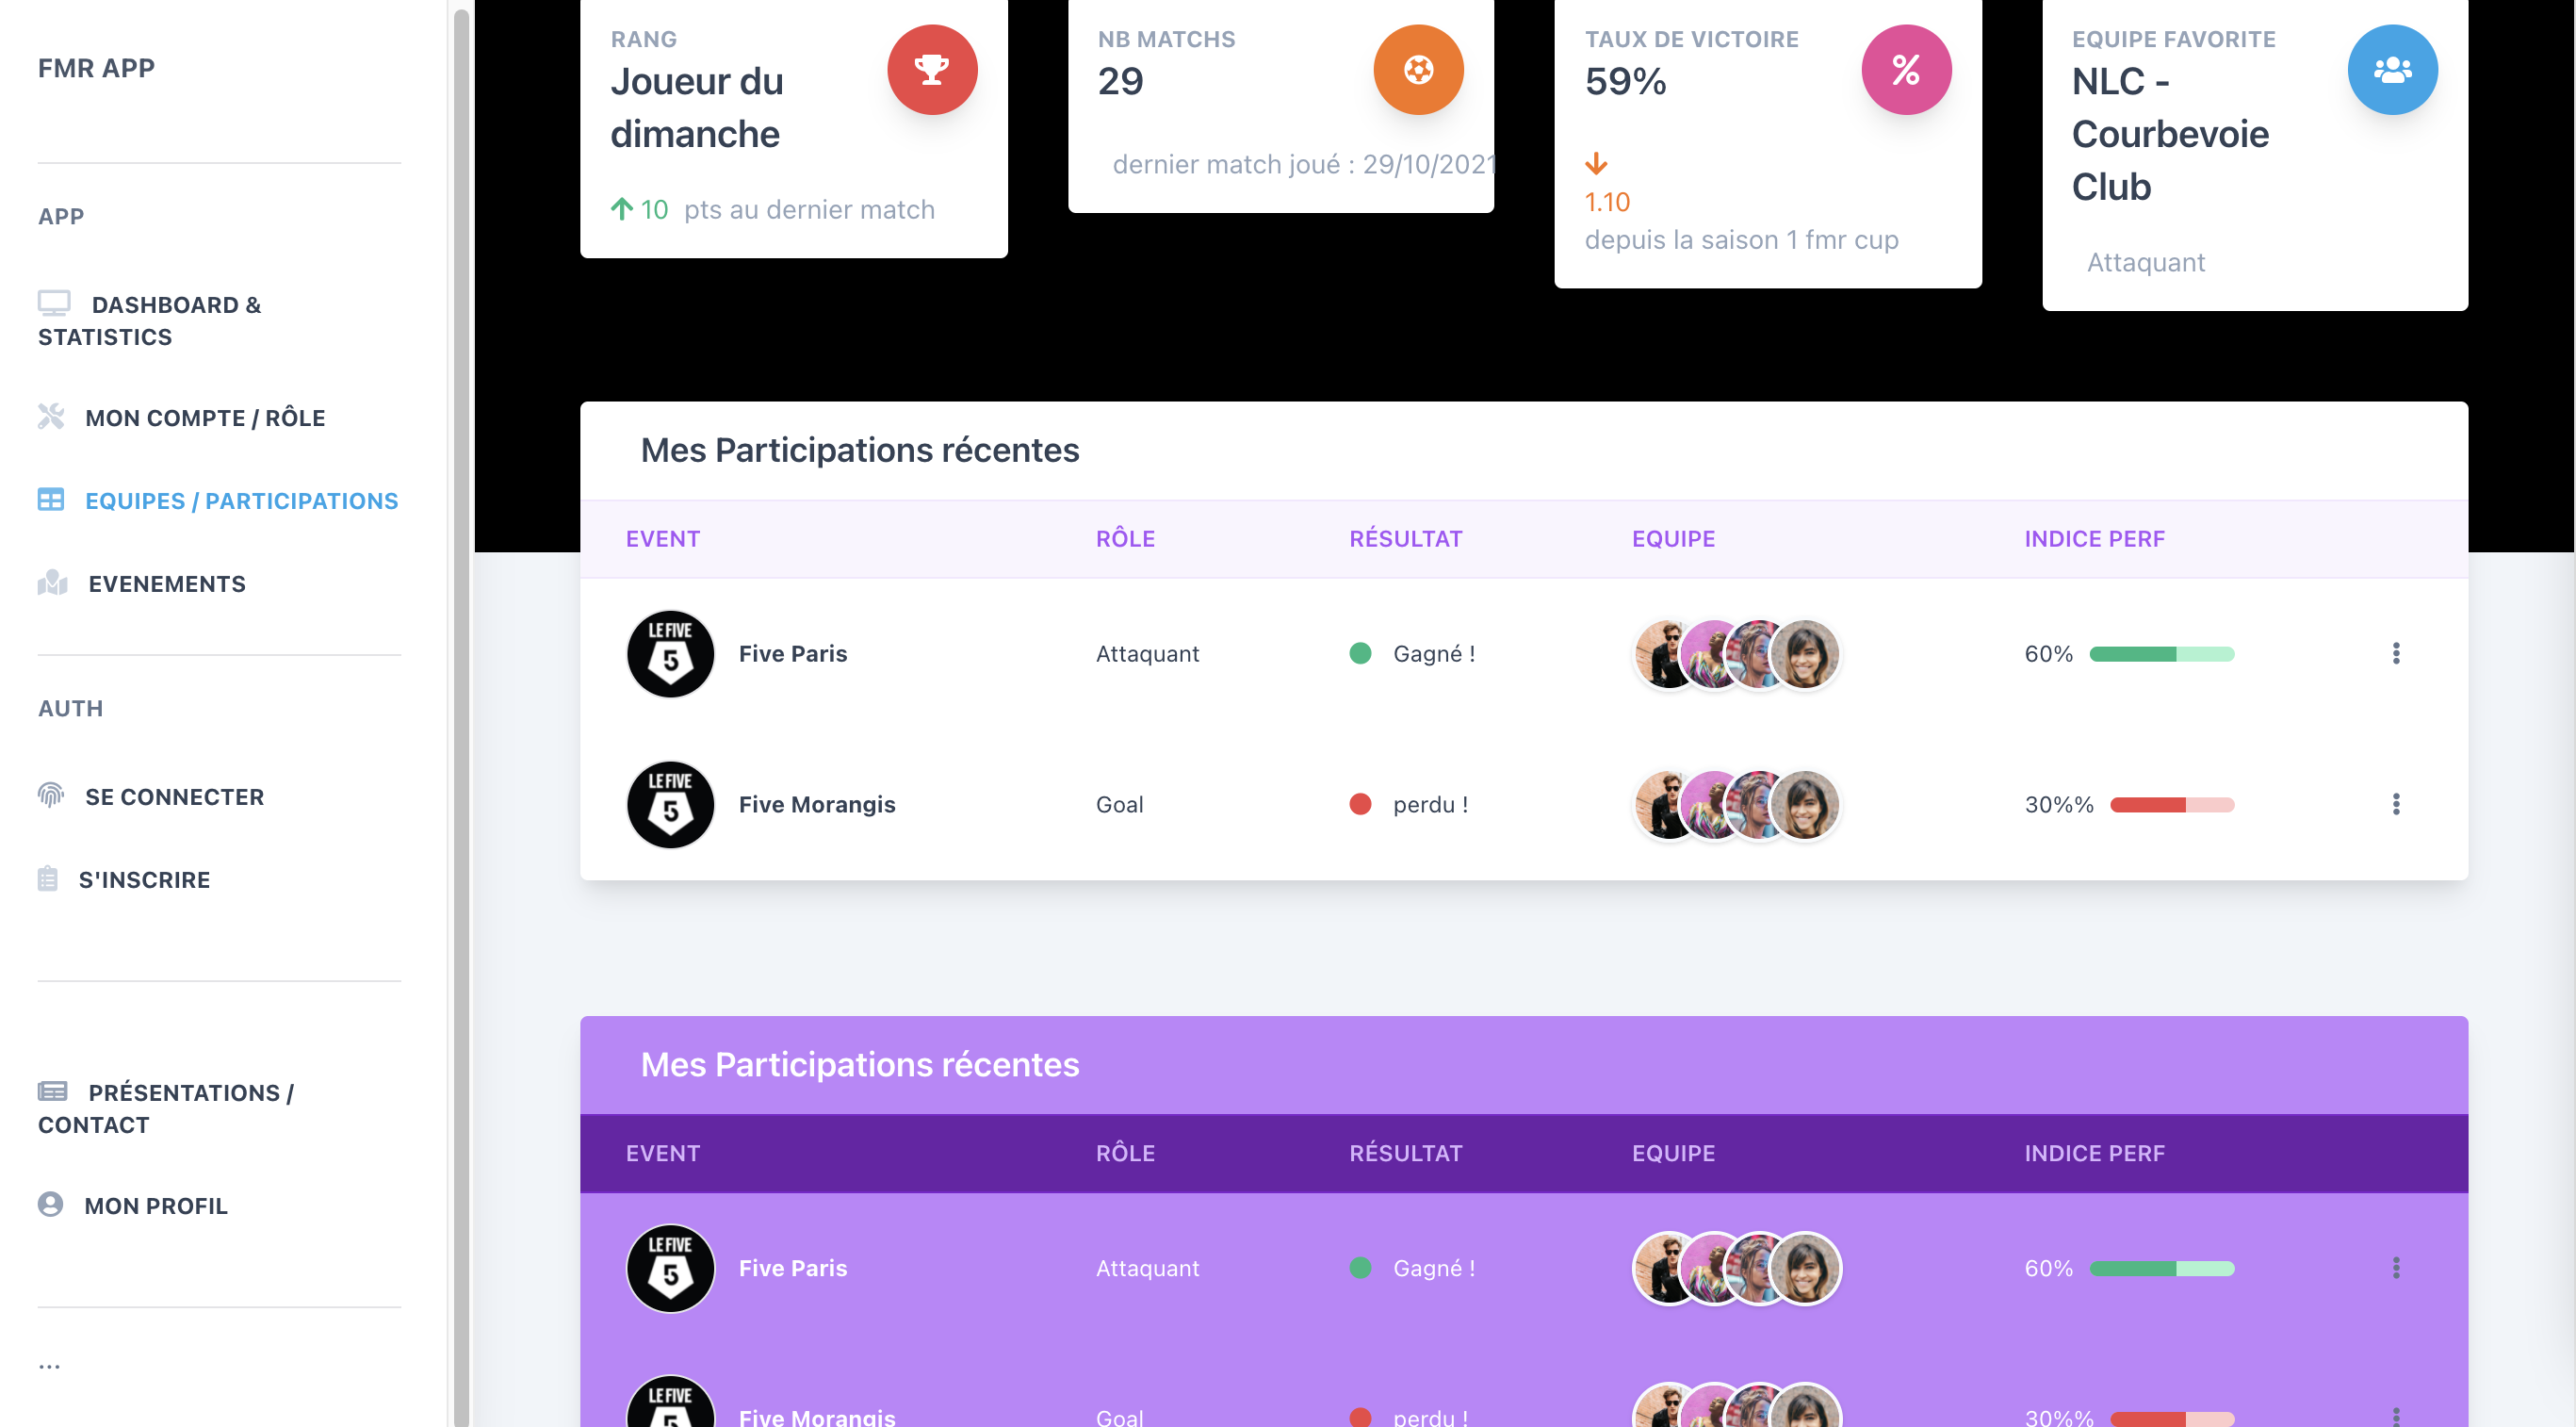 FMR APP
APP
DASHBOARD &
STATISTICS
MON COMPTE / RÔLE
EQUIPES / PARTICIPATIONS
EVENEMENTS
AUTH
SE CONNECTER
S'INSCRIRE
PRÉSENTATIONS /
CONTACT
MON PROFIL
...
RANG
Joueur du
dimanche
10 pts au dernier match
NB MATCHS
29
dernier match joué : 29/10/2021
TAUX DE VICTOIRE
59%
%
1.10
depuis la saison 1 fmr cup
EQUIPE FAVORITE
NLC -
Courbevoie
Club
Attaquant
Mes Participations récentes
EVENT RÔLE RÉSULTAT EQUIPE INDICE PERF
LE FIVE
5
Five Paris Attaquant Gagné ! 60%
LE FIVE
5
Five Morangis Goal perdu ! 30%%
Mes Participations récentes
EVENT RÔLE RÉSULTAT EQUIPE INDICE PERF
LE FIVE
5
Five Paris Attaquant Gagné ! 60%
LE FIVE
5
Five Morangis Goal perdu ! 30%%